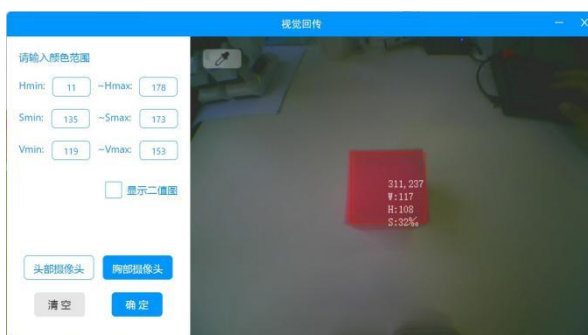 视觉回传
请输入颜色范围
Hmin: 11 ~Hmax: 178
Smin: 135 ~Smax: 173
Vmin: 119 ~Vmax: 153
显示二值图
头部摄像头 胸部摄像头
清空 确定
311,237
W:117
H:108
S:32‰